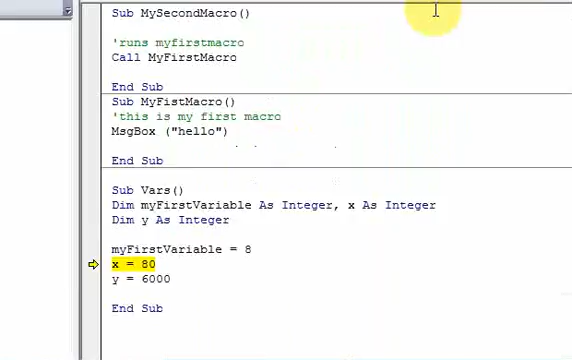 Sub MySecondMacro()
'runs myfirstmacro
Call MyFirstMacro
End Sub
Sub MyFistMacro()
'this is my first macro
MsgBox ("hello")
End Sub
Sub Vars()
Dim myFirstVariable As Integer, x As Integer
Dim y As Integer
myFirstVariable = 8
x = 80
y = 6000
End Sub